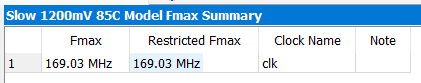 Slow 1200mV 85C Model Fmax Summary
Fmax Restricted Fmax Clock Name Note
1 169.03 MHz 169.03 MHz clk